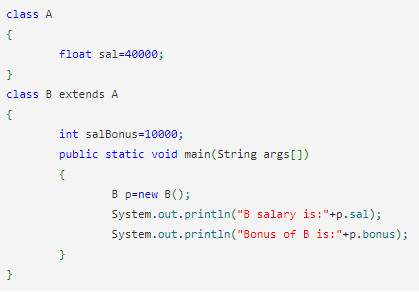 class A
{
float sal=40000;
}
class B extends A
{
int salBonus=10000;
public static void main(String args[])
{
B p=new B();
System.out.println("B salary is:"+p.sal);
System.out.println("Bonus of B is:"+p.bonus);
}
}